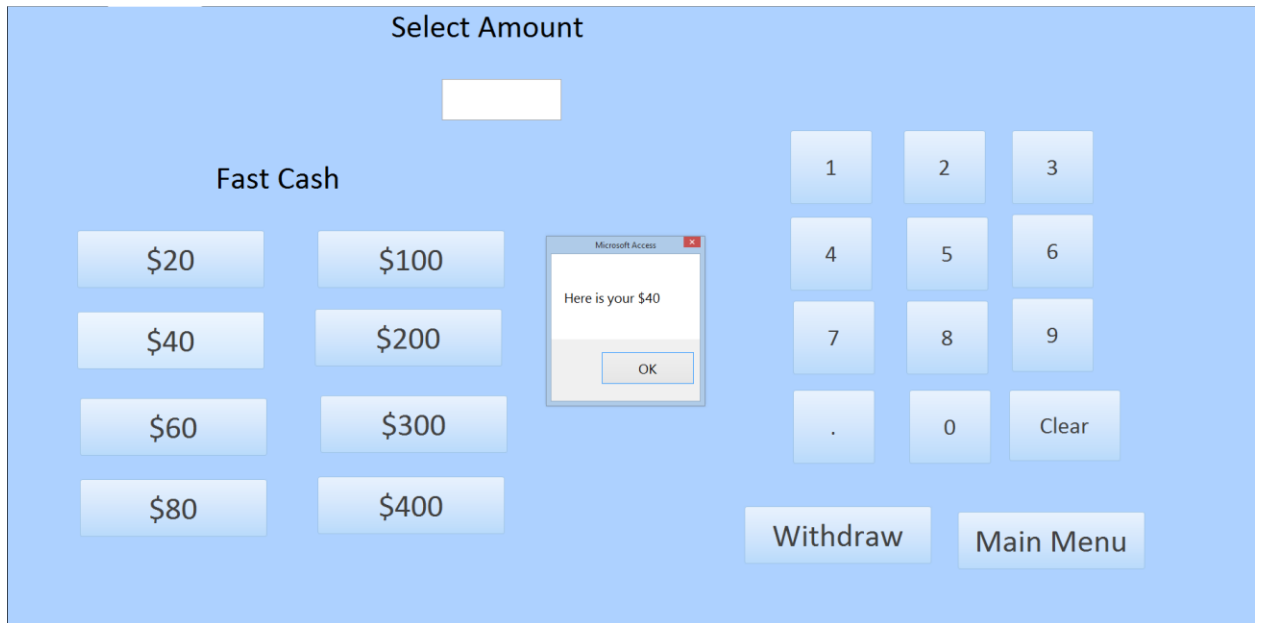 Select Amount
Fast Cash
$20 $100
$40 $200
$60 $300
$80 $400
Microsoft Access
Here is your $40
OK
1 2 3
4 5 6
7 8 9
. 0 Clear
Withdraw Main Menu